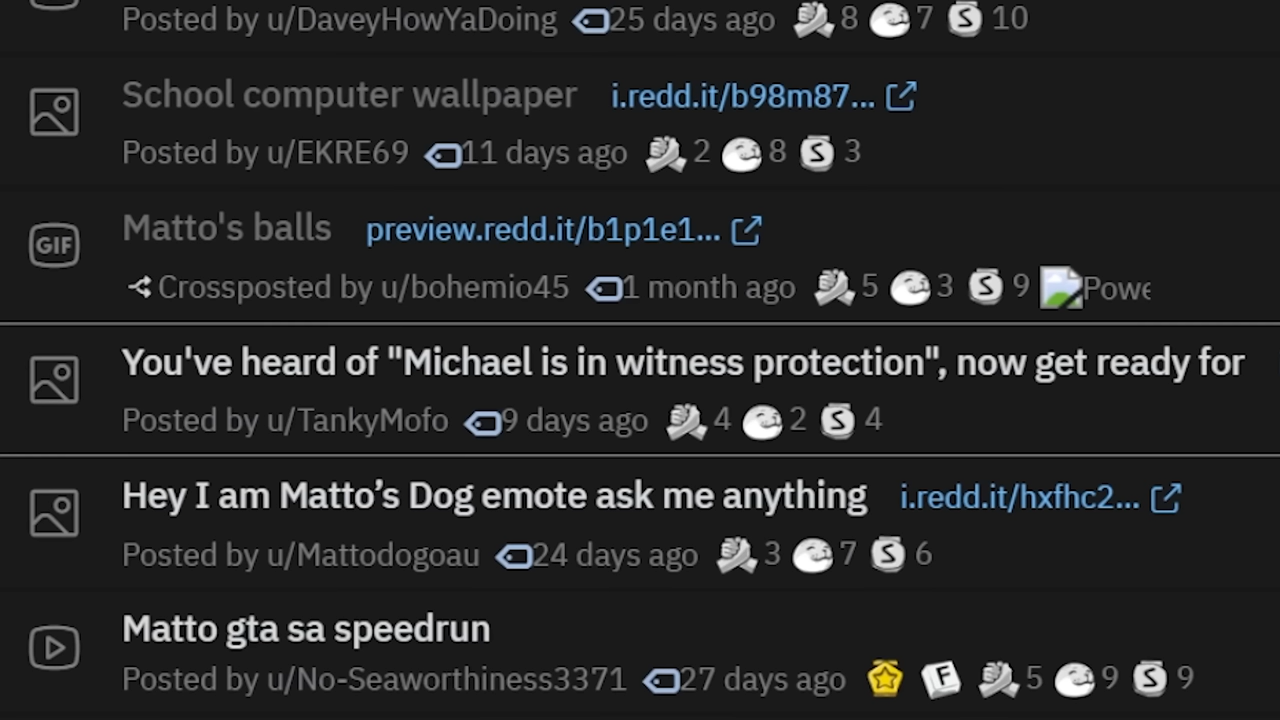 Posted by u/DaveyHowYaDoing 25 days ago 8 7 S 10
School computer wallpaper i.redd.it/b98m87...
Posted by u/EKRE69 11 days ago 2 8 S 3
GIF Matto's balls preview.redd.it/b1p1e1...
Crossposted by u/bohemio45 1 month ago 5 3 S 9 Powe
You've heard of "Michael is in witness protection", now get ready for
Posted by u/TankyMofo 9 days ago 4 2 S 4
Hey I am Matto’s Dog emote ask me anything i.redd.it/hxfhc2...
Posted by u/Mattodogoau 24 days ago 3 7 S 6
Matto gta sa speedrun
Posted by u/No-Seaworthiness3371 27 days ago F 5 9 S 9